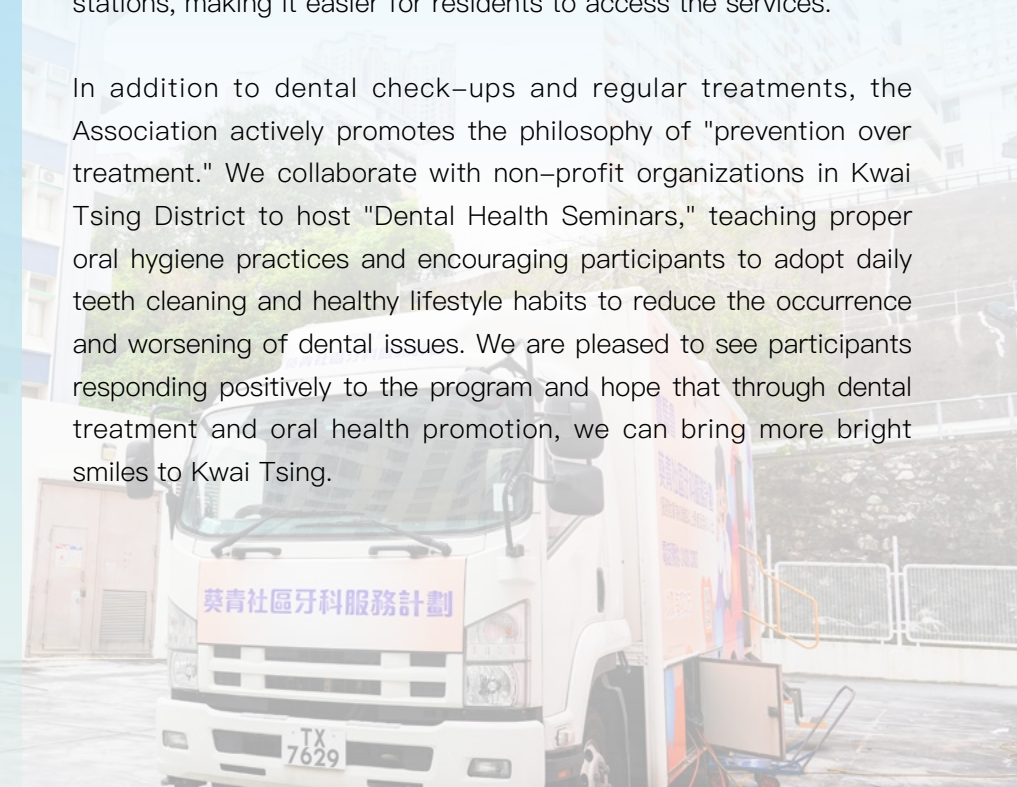 stations, making it easier for residents to access the services.
In addition to dental check–ups and regular treatments, the
Association actively promotes the philosophy of "prevention over
treatment." We collaborate with non–profit organizations in Kwai
Tsing District to host "Dental Health Seminars," teaching proper
oral hygiene practices and encouraging participants to adopt daily
teeth cleaning and healthy lifestyle habits to reduce the occurrence
and worsening of dental issues. We are pleased to see participants
responding positively to the program and hope that through dental
treatment and oral health promotion, we can bring more bright
smiles to Kwai Tsing.
葵青社區牙科服務計劃
TX
7629